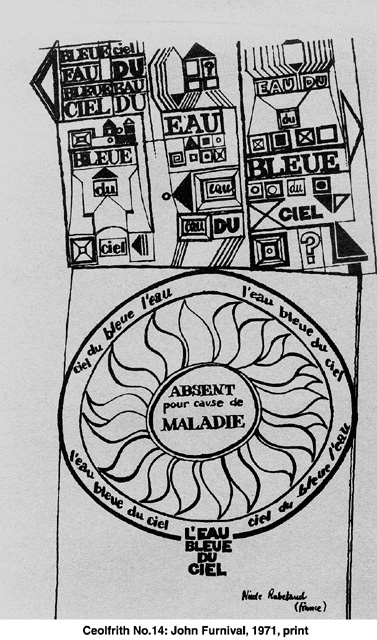 BLEUE ciel
EAU DU
BLEUE EAU
CIEL DU
BLEUE
du
ciel
?
EAU
eau
eau DU
EAU DU
du
BLEUE
du
CIEL
?
ciel du bleue l'eau
l'eau bleue du ciel
ABSENT
pour cause de
MALADIE
l'eau bleue du ciel
ciel du bleue l'eau
L'EAU
BLEUE
DU
CIEL
(France)
Ceolfrith No.14: John Furnival, 1971, print